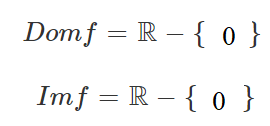 Domf = ℝ − { 0 }
Imf = ℝ − { 0 }